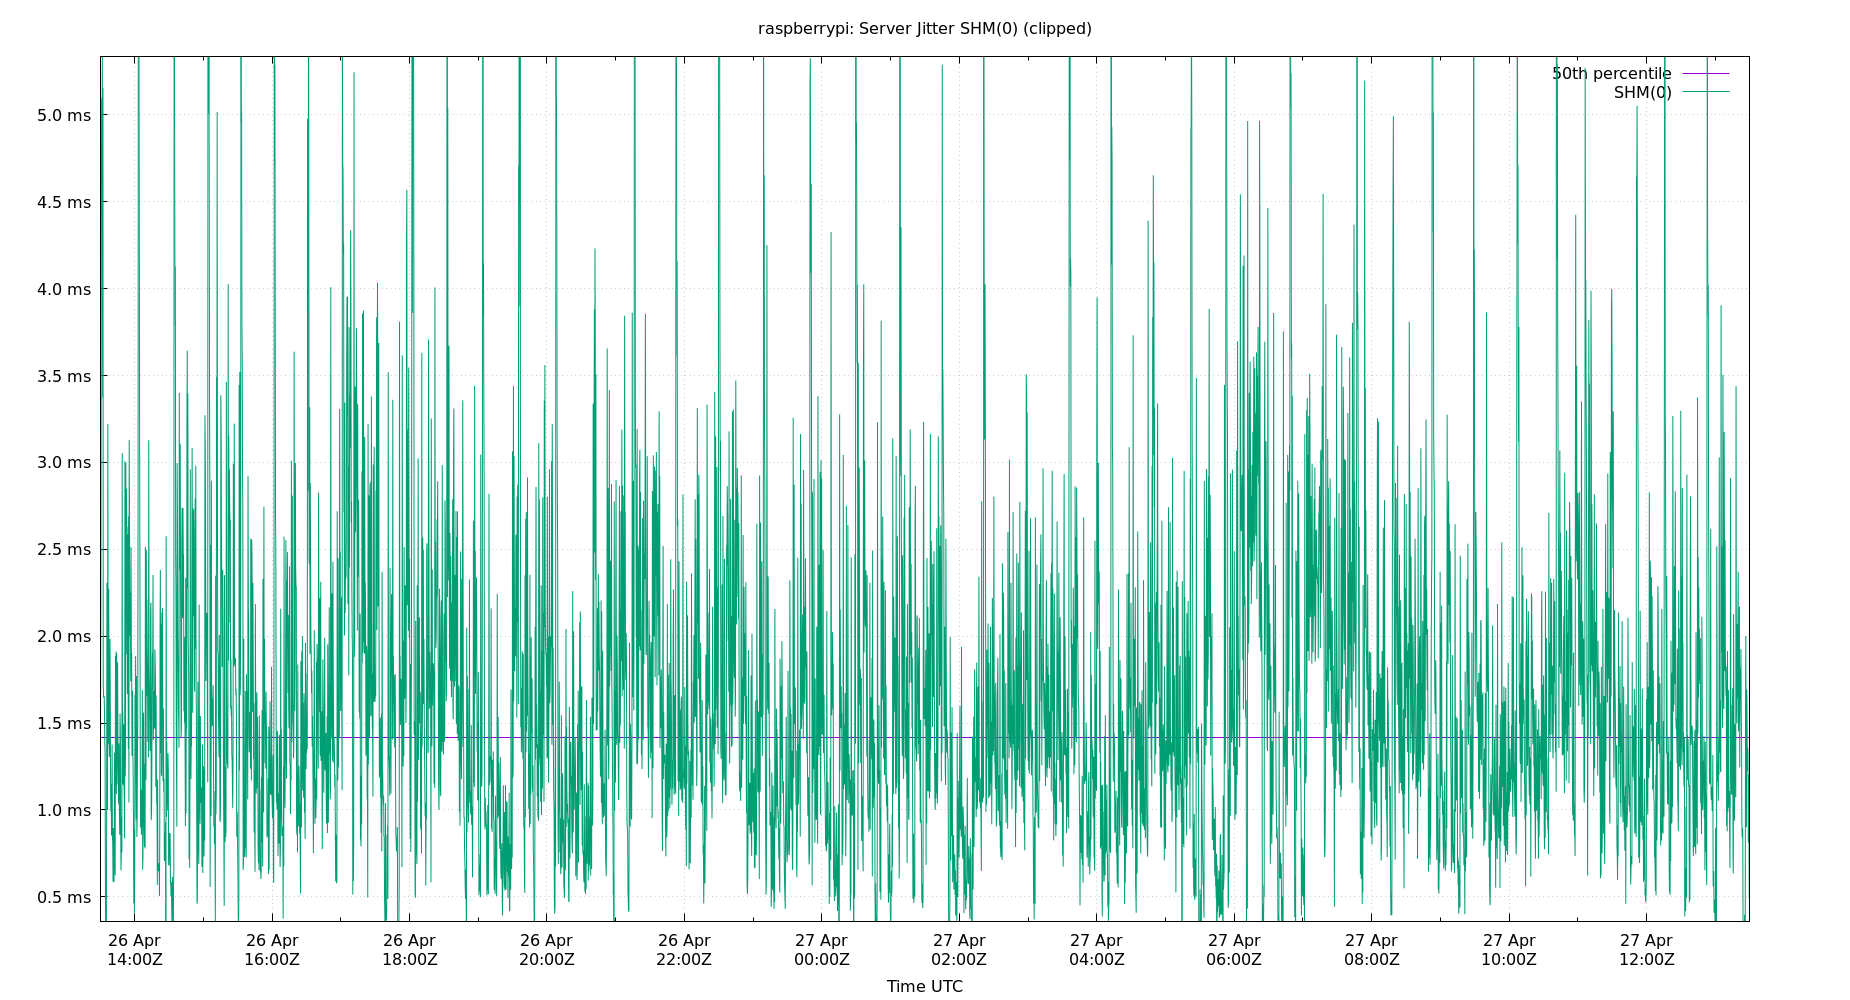 raspberrypi: Server Jitter SHM(0) (clipped)
50th percentile
SHM(0)
5.0 ms
4.5 ms
4.0 ms
3.5 ms
3.0 ms
2.5 ms
2.0 ms
1.5 ms
1.0 ms
0.5 ms
26 Apr 26 Apr 26 Apr 26 Apr 26 Apr 27 Apr 27 Apr 27 Apr 27 Apr 27 Apr 27 Apr 27 Apr
14:00Z 16:00Z 18:00Z 20:00Z 22:00Z 00:00Z 02:00Z 04:00Z 06:00Z 08:00Z 10:00Z 12:00Z
Time UTC